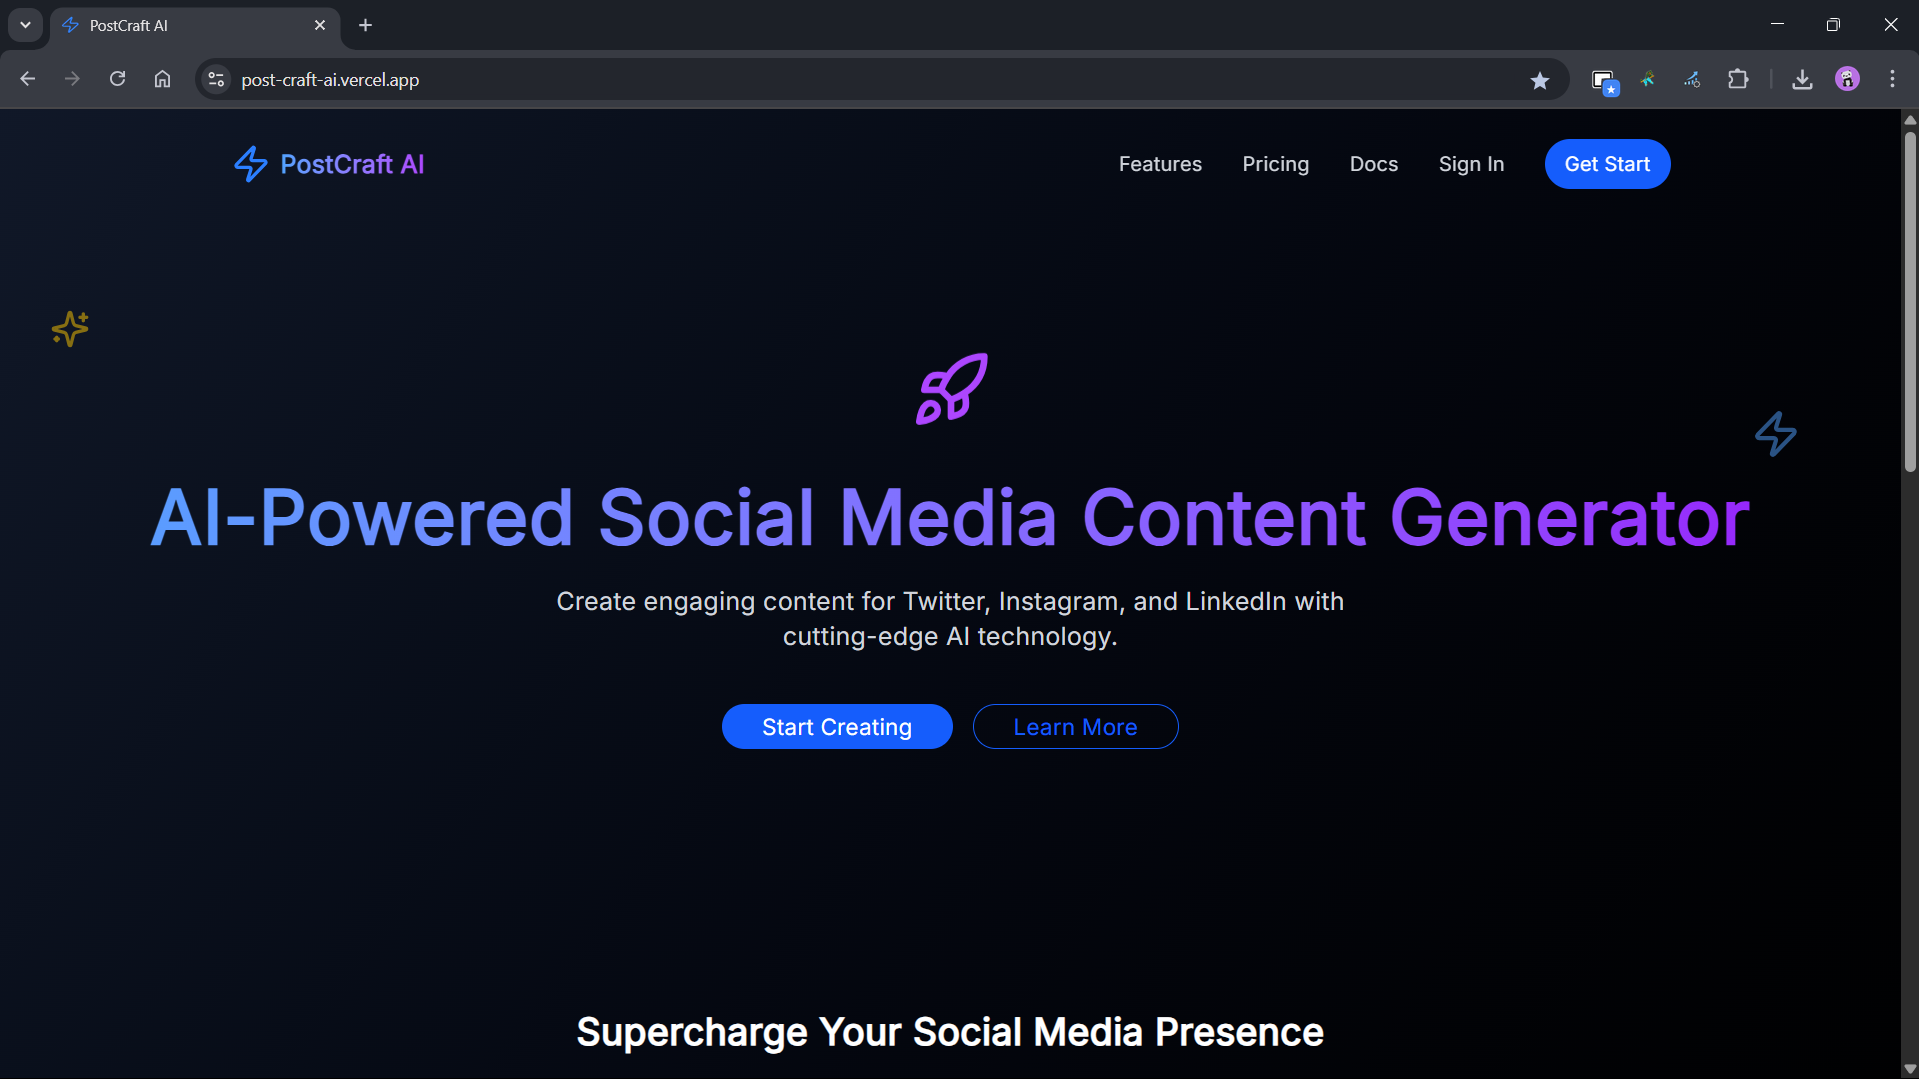 PostCraft AI
post-craft-ai.vercel.app
PostCraft AI
Features
Pricing
Docs
Sign In
Get Start
AI-Powered Social Media Content Generator
Create engaging content for Twitter, Instagram, and LinkedIn with
cutting-edge AI technology.
Start Creating
Learn More
Supercharge Your Social Media Presence